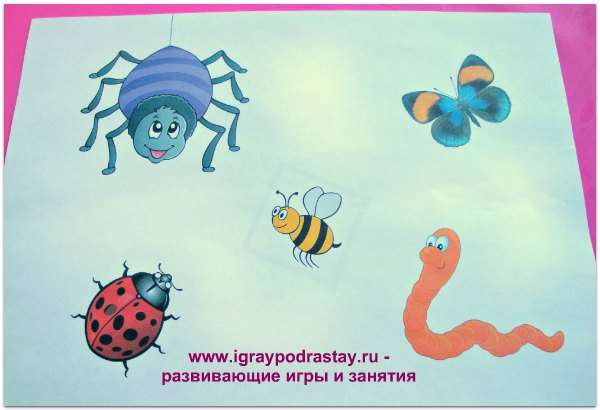 www.igraypodrastay.ru -
развивающие игры и занятия